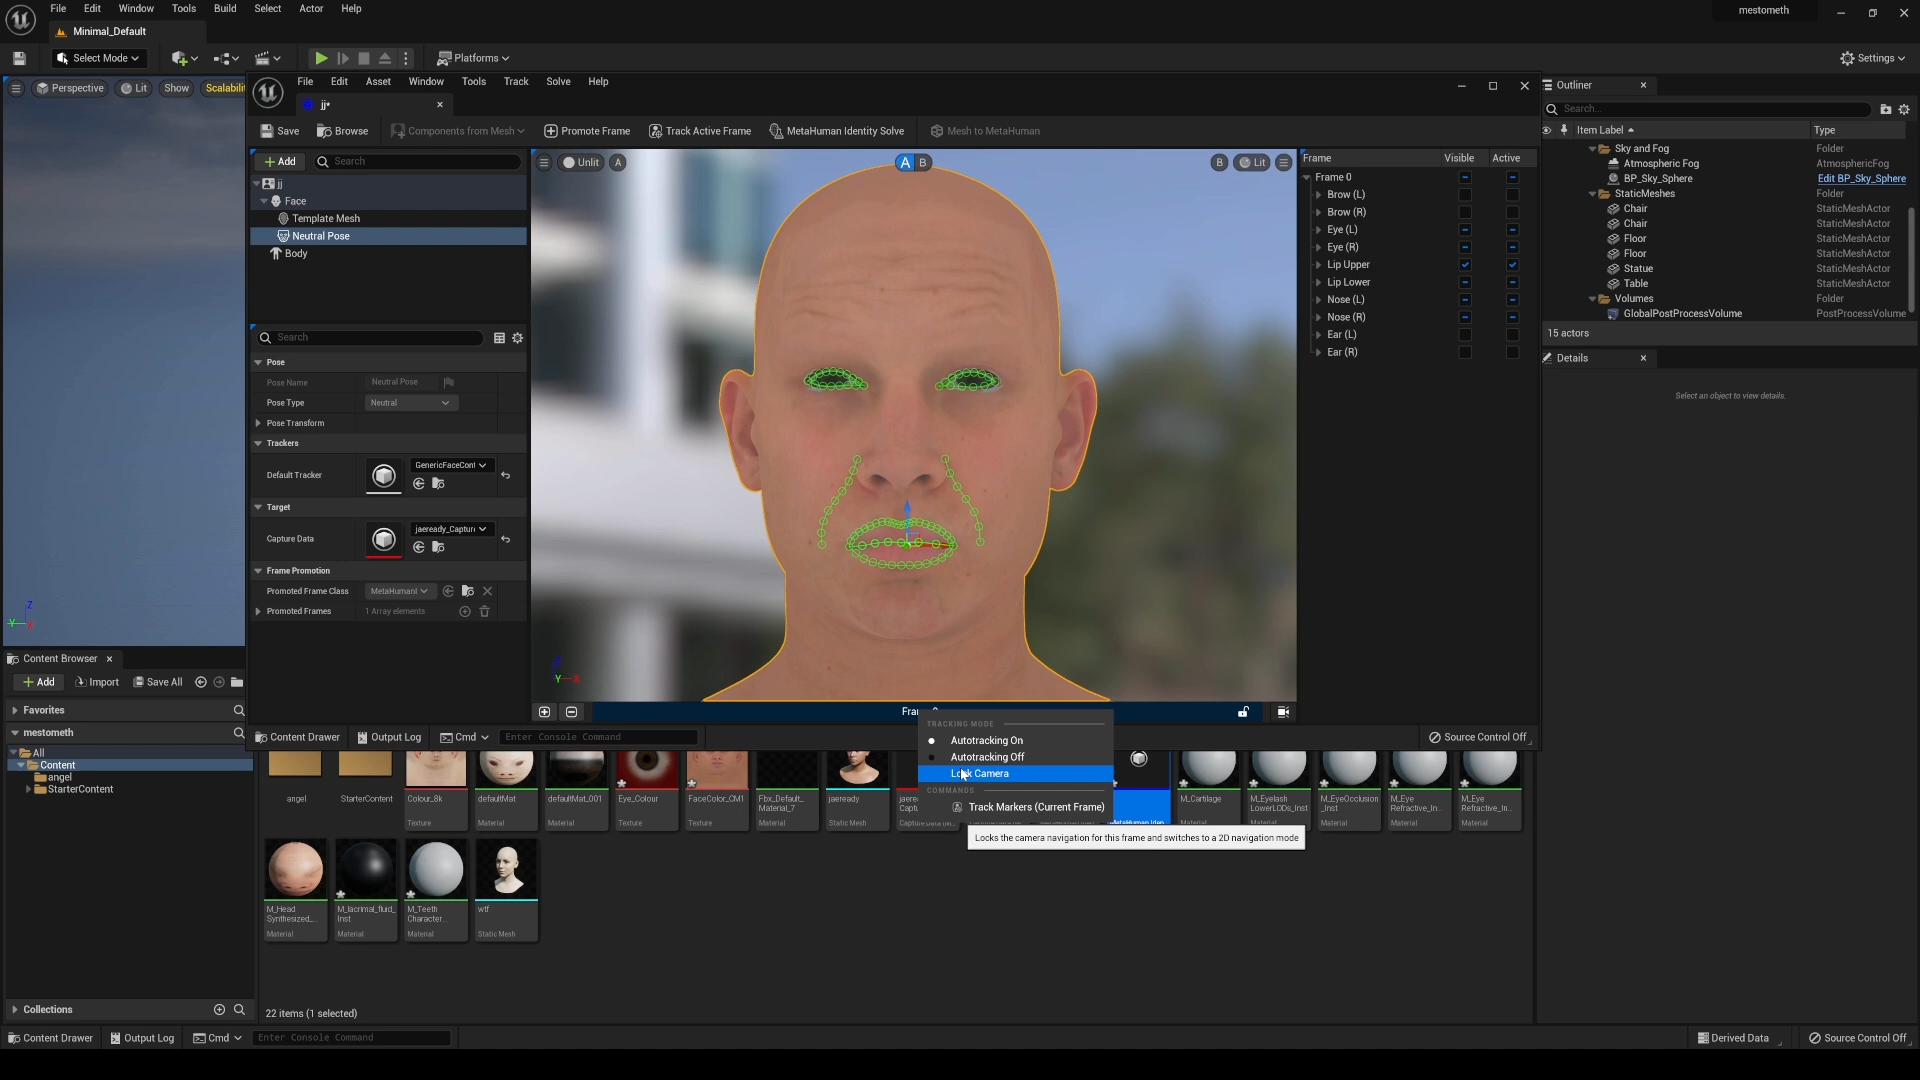 File Edit Window Tools Build Select Actor Help
mestometh
Minimal_Default
Select Mode
Platforms
Settings
Perspective Lit Show
File Edit Asset Window Tools Track Solve Help
jj*
Save Browse Components from Mesh Promote Frame Track Active Frame MetaHuman Identity Solve Mesh to MetaHuman
Add Search
jj
Face
Template Mesh
Neutral Pose
Body
Search
Pose
Pose Name Neutral Pose
Pose Type Neutral
Pose Transform
Trackers
Default Tracker GenericFaceCont
Target
Capture Data jaeready_Captur
Frame Promotion
Promoted Frame Class MetaHumanI
Promoted Frames 1 Array elements
Unlit A
A B
B Lit
Z
Y X
Frame Visible Active
Frame 0
Brow (L)
Brow (R)
Eye (L)
Eye (R)
Lip Upper
Lip Lower
Nose (L)
Nose (R)
Ear (L)
Ear (R)
TRACKING MODE
Autotracking On
Autotracking Off
Lock Camera
COMMANDS
Track Markers (Current Frame)
Locks the camera navigation for this frame and switches to a 2D navigation mode
Content Drawer Output Log Cmd Enter Console Command
Source Control Off
Outliner
Search...
Item Label Type
Sky and Fog Folder
Atmospheric Fog AtmosphericFog
BP_Sky_Sphere Edit BP_Sky_Sphere
StaticMeshes Folder
Chair StaticMeshActor
Chair StaticMeshActor
Floor StaticMeshActor
Floor StaticMeshActor
Statue StaticMeshActor
Table StaticMeshActor
Volumes Folder
GlobalPostProcessVolume PostProcessVolume
15 actors
Details
Select an object to view details.
Z
Y X
Content Browser
Add Import Save All
Favorites
mestometh
All
Content
angel
StarterContent
Collections
angel
StarterContent
Colour_8k
Texture
defaultMat
Material
defaultMat_001
Material
Eye_Colour
Texture
FaceColor_CM1
Texture
Fbx_Default_
Material_7
Material
jaeready
Static Mesh
M_Cartilage
Material
M_Eyelash
LowerLODs_Inst
Material
M_EyeOcclusion
_Inst
Material
M_Eye
Refractive_In...
Material
M_Eye
Refractive_In...
Material
M_Head
Synthesized_...
Material
M_lacrimal_fluid_
Inst
Material
M_Teeth
Character...
Material
wtf
Static Mesh
22 items (1 selected)
Content Drawer Output Log Cmd Enter Console Command
Derived Data Source Control Off